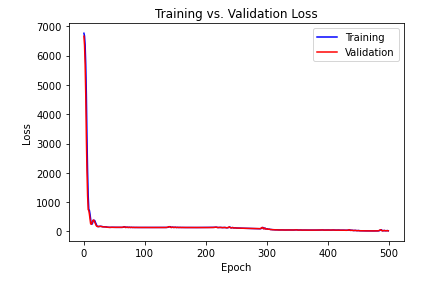 Training vs. Validation Loss
7000
6000
5000
4000
3000
2000
1000
0
Loss
Training
Validation
0 100 200 300 400 500
Epoch